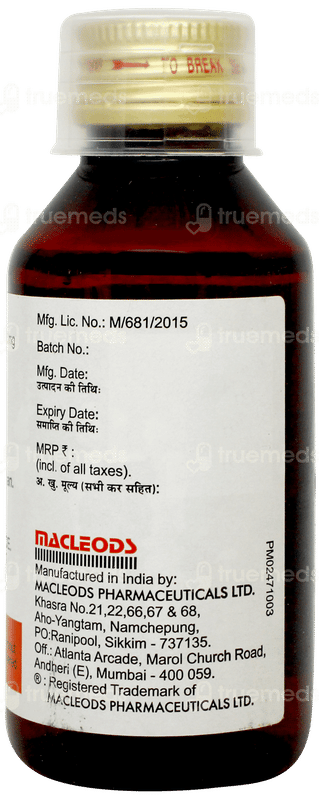 TO BREAK
Mfg. Lic. No.: M/681/2015
Batch No.:
Mfg. Date:
उत्पादन की तिथि:
Expiry Date:
समाप्ति की तिथि:
MRP ₹ :
(incl. of all taxes).
अ. खु. मूल्य (सभी कर सहित):
MACLEODS
Manufactured in India by:
MACLEODS PHARMACEUTICALS LTD.
Khasra No.21,22,66,67 & 68,
Aho-Yangtam, Namchepung,
PO:Ranipool, Sikkim - 737135.
Off.: Atlanta Arcade, Marol Church Road,
Andheri (E), Mumbai - 400 059.
® : Registered Trademark of
MACLEODS PHARMACEUTICALS LTD.
PM02471003
truemeds